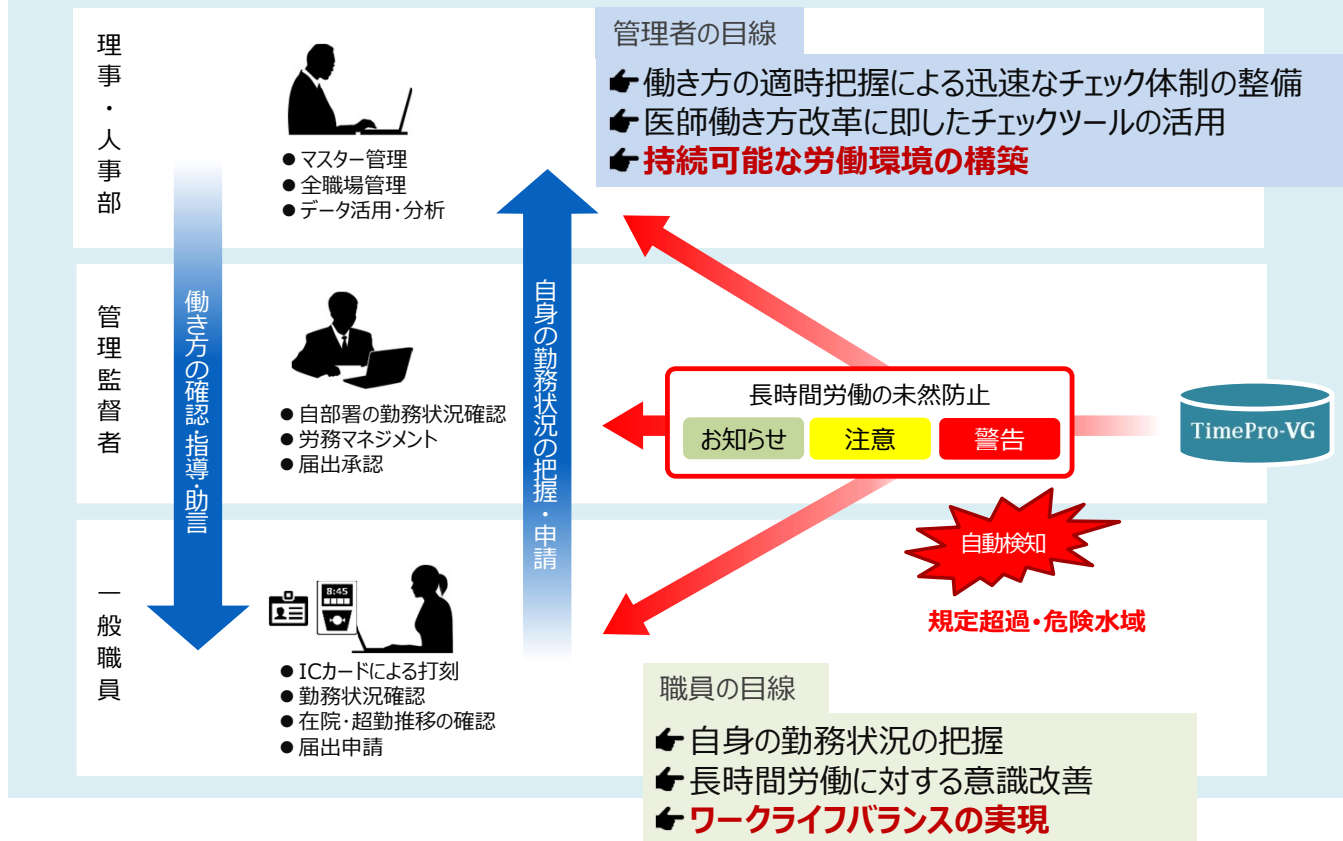 理事・人事部
●マスター管理
●全職場管理
●データ活用・分析
管理者の目線
働き方の適時把握による迅速なチェック体制の整備
医師働き方改革に即したチェックツールの活用
持続可能な労働環境の構築
働き方の確認 指導・助言
自身の勤務状況の把握・申請
管理監督者
●自部署の勤務状況確認
●労務マネジメント
●届出承認
長時間労働の未然防止
お知らせ 注意 警告
TimePro-VG
自動検知
規定超過・危険水域
一般職員
8:45
●ICカードによる打刻
●勤務状況確認
●在院・超勤推移の確認
●届出申請
職員の目線
自身の勤務状況の把握
長時間労働に対する意識改善
ワークライフバランスの実現